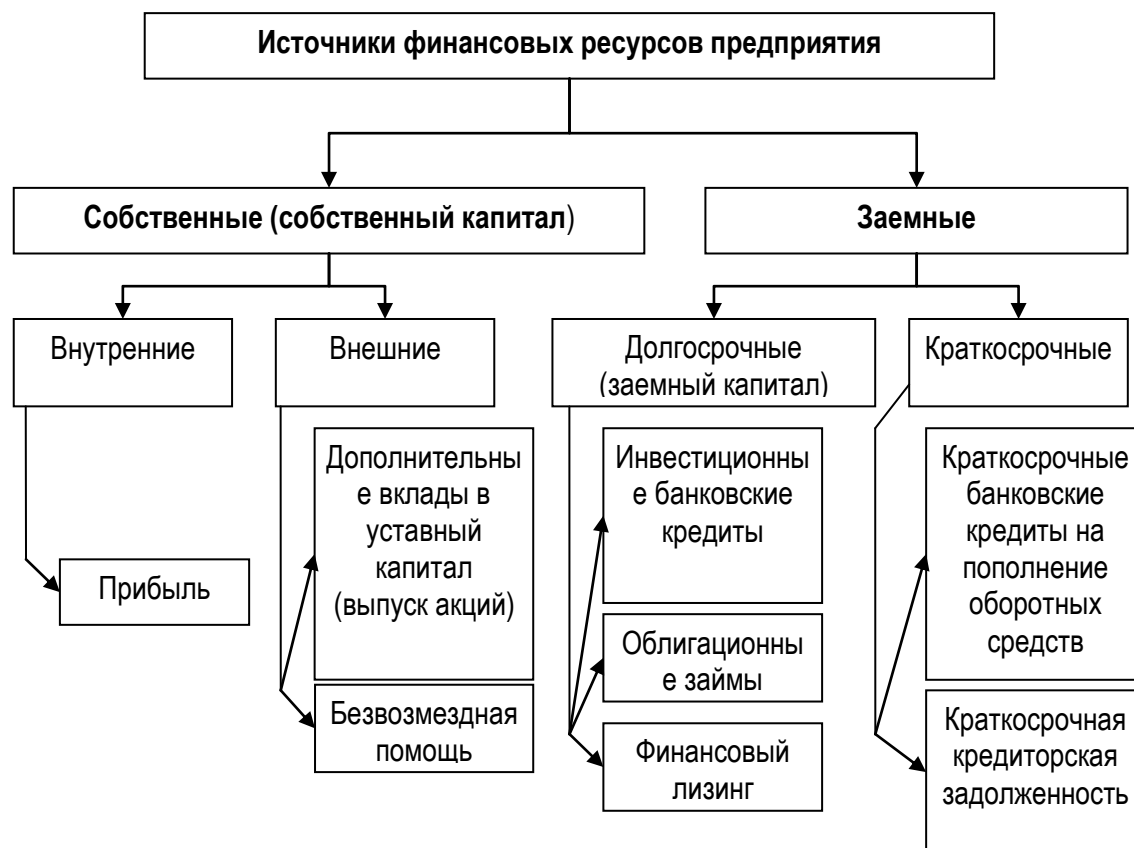 Источники финансовых ресурсов предприятия
Собственные (собственный капитал)
Заемные
Внутренние
Внешние
Долгосрочные
(заемный капитал)
Краткосрочные
Прибыль
Дополнительны
е вклады в
уставный
капитал
(выпуск акций)
Безвозмездная
помощь
Инвестиционны
е банковские
кредиты
Облигационны
е займы
Финансовый
лизинг
Краткосрочные
банковские
кредиты на
пополнение
оборотных
средств
Краткосрочная
кредиторская
задолженность